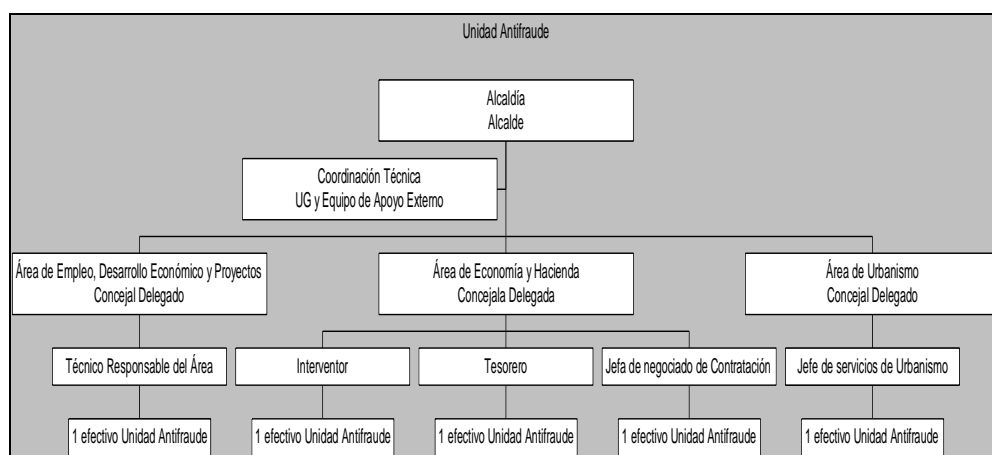 Unidad Antifraude
Alcaldía
Alcalde
Coordinación Técnica
UG y Equipo de Apoyo Externo
Área de Empleo, Desarrollo Económico y Proyectos
Concejal Delegado
Área de Economía y Hacienda
Concejala Delegada
Área de Urbanismo
Concejal Delegado
Técnico Responsable del Área
Interventor
Tesorero
Jefa de negociado de Contratación
Jefe de servicios de Urbanismo
1 efectivo Unidad Antifraude
1 efectivo Unidad Antifraude
1 efectivo Unidad Antifraude
1 efectivo Unidad Antifraude
1 efectivo Unidad Antifraude